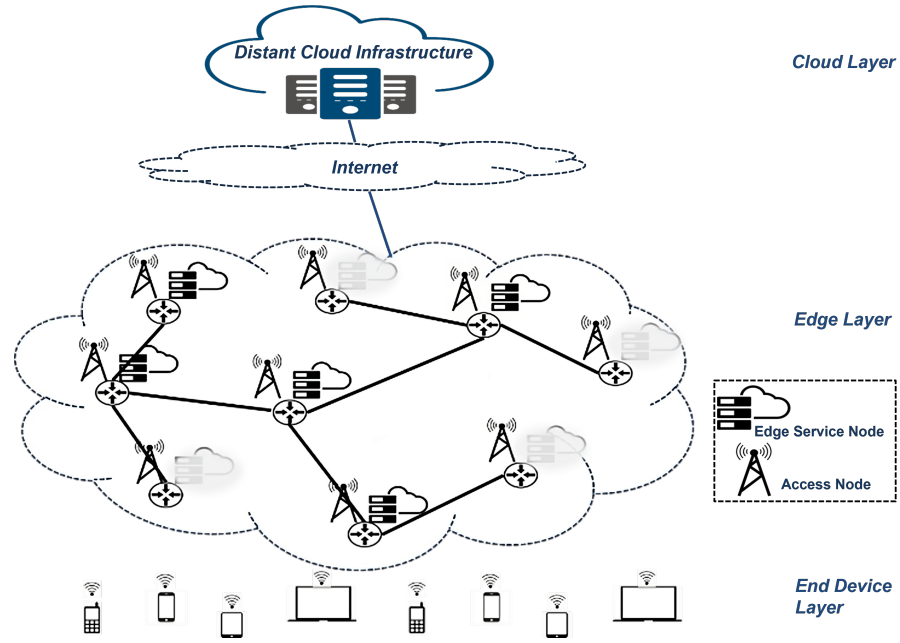 Distant Cloud Infrastructure
Cloud Layer
Internet
Edge Layer
Edge Service Node
Access Node
End Device
Layer